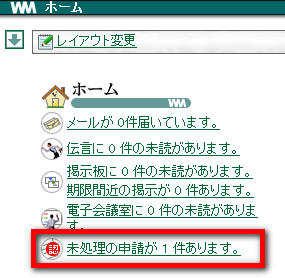 WM ホーム
レイアウト変更
ホーム
WM
メールが 0件届いています。
伝言に 0 件の未読があります。
掲示板に 0 件の未読があります。
期限間近の掲示が 0 件あります。
電子会議室に 0 件の未読がありま
す。
認
未処理の申請が 1 件あります。